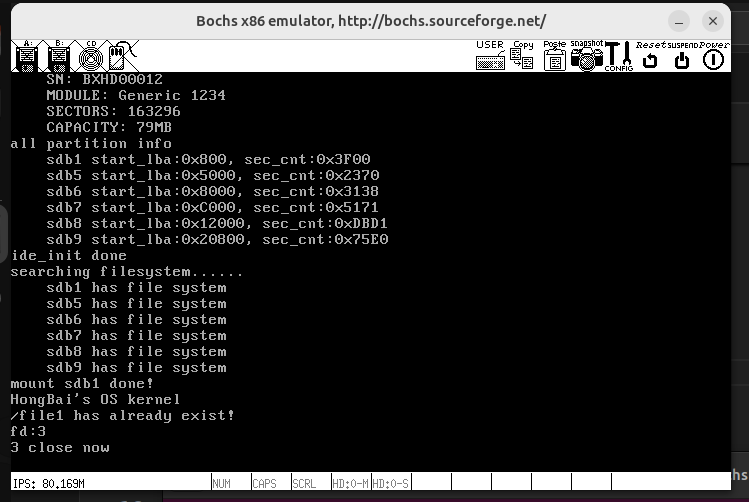 Bochs x86 emulator, http://bochs.sourceforge.net/
A: B: CD USER Copy Paste Snapshot CONFIG Reset SUSPEND Power
SN: BXHD00012
MODULE: Generic 1234
SECTORS: 163296
CAPACITY: 79MB
all partition info
sdb1 start_lba:0x800, sec_cnt:0x3F00
sdb5 start_lba:0x5000, sec_cnt:0x2370
sdb6 start_lba:0x8000, sec_cnt:0x3138
sdb7 start_lba:0xC000, sec_cnt:0x5171
sdb8 start_lba:0x12000, sec_cnt:0xDBD1
sdb9 start_lba:0x20800, sec_cnt:0x75E0
ide_init done
searching filesystem......
sdb1 has file system
sdb5 has file system
sdb6 has file system
sdb7 has file system
sdb8 has file system
sdb9 has file system
mount sdb1 done!
HongBai's OS kernel
/file1 has already exist!
fd:3
3 close now
hs
IPS: 80.169M NUM CAPS SCRL HD:0-M HD:0-S